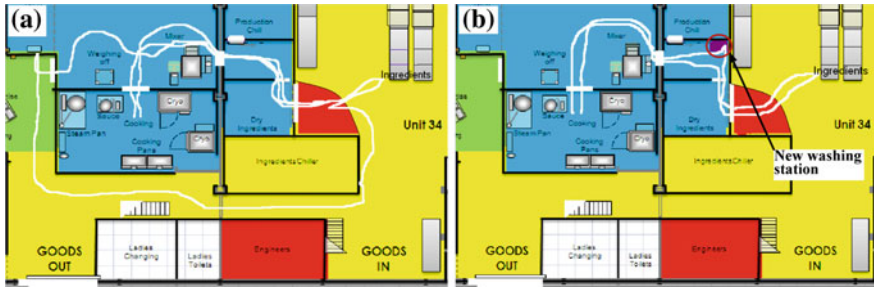 (a)
Production
Chill
Mixer
Weighing
off
Ingredients
Cryo
Cooking
Sauce
Steam Pan
Dry
Ingredients
Cryo
Cooking
Pans
Unit 34
Ingredients Chiller
GOODS
OUT
Ladies
Changing
Ladies
Toilets
Engineers
GOODS
IN
(b)
Production
Chill
Mixer
Weighing
off
Ingredients
Cryo
Cooking
Sauce
Steam Pan
Dry
Ingredients
Cryo
Cooking
Pans
Unit 34
New washing
station
Ingredients Chiller
GOODS
OUT
Ladies
Changing
Ladies
Toilets
Engineers
GOODS
IN